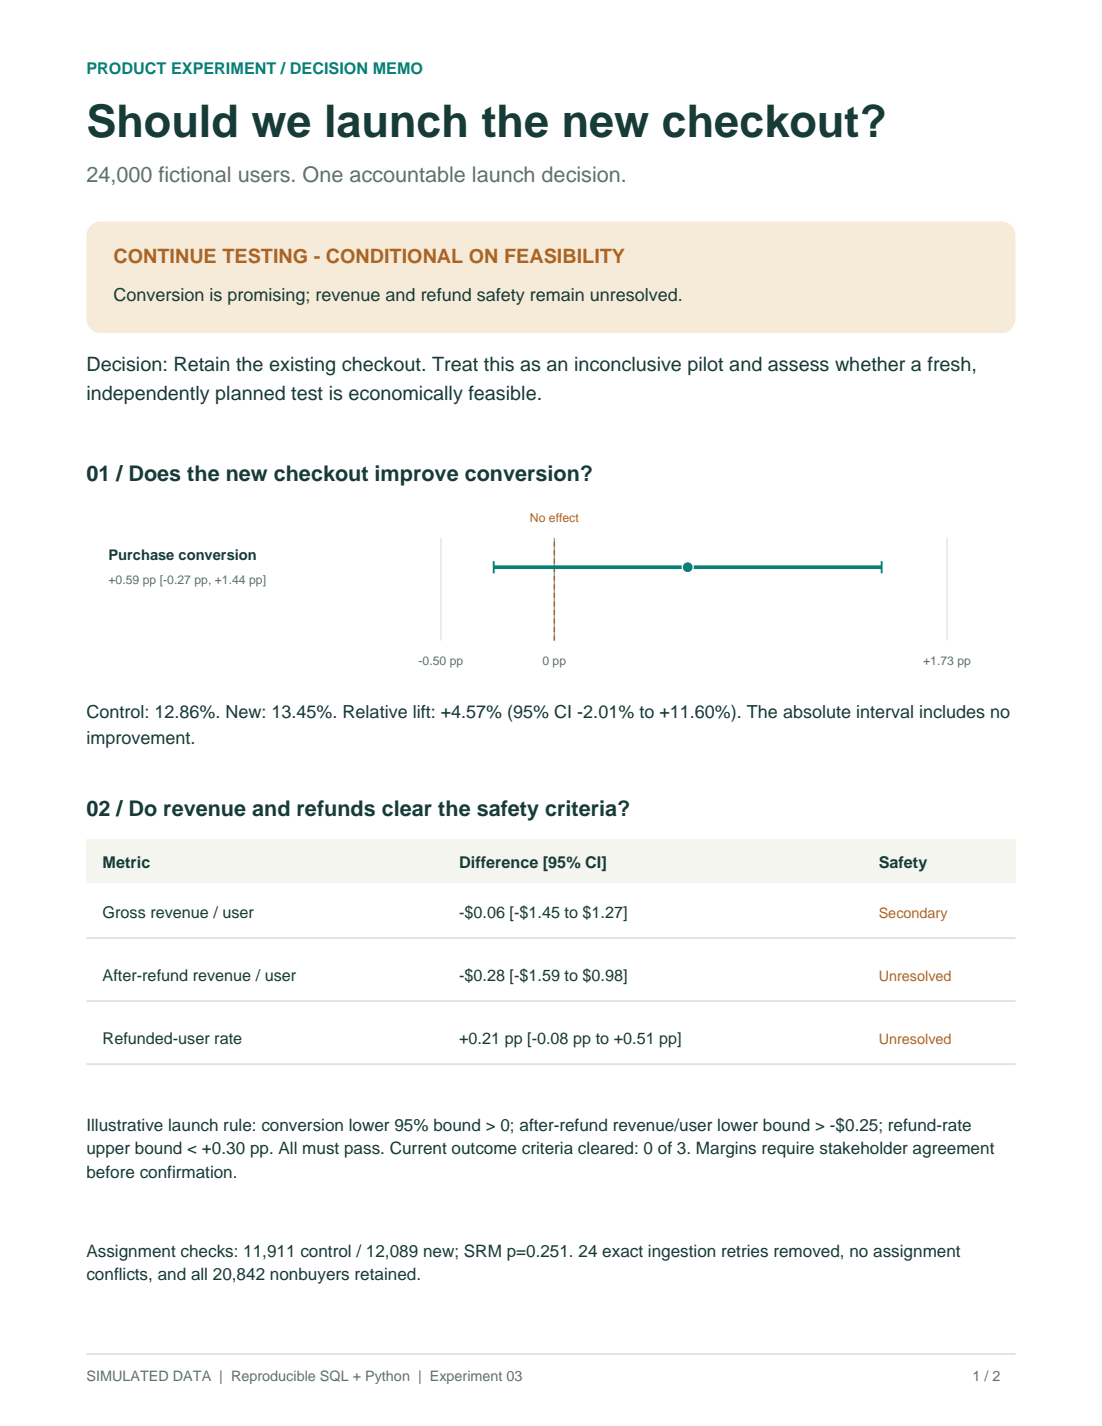 PRODUCT EXPERIMENT / DECISION MEMO
Should we launch the new checkout?
24,000 fictional users. One accountable launch decision.
CONTINUE TESTING - CONDITIONAL ON FEASIBILITY
Conversion is promising; revenue and refund safety remain unresolved.
Decision: Retain the existing checkout. Treat this as an inconclusive pilot and assess whether a fresh,
independently planned test is economically feasible.
01 / Does the new checkout improve conversion?
No effect
Purchase conversion
+0.59 pp [-0.27 pp, +1.44 pp]
-0.50 pp 0 pp +1.73 pp
Control: 12.86%. New: 13.45%. Relative lift: +4.57% (95% CI -2.01% to +11.60%). The absolute interval includes no
improvement.
02 / Do revenue and refunds clear the safety criteria?
Metric Difference [95% CI] Safety
Gross revenue / user -$0.06 [-$1.45 to $1.27] Secondary
After-refund revenue / user -$0.28 [-$1.59 to $0.98] Unresolved
Refunded-user rate +0.21 pp [-0.08 pp to +0.51 pp] Unresolved
Illustrative launch rule: conversion lower 95% bound > 0; after-refund revenue/user lower bound > -$0.25; refund-rate
upper bound < +0.30 pp. All must pass. Current outcome criteria cleared: 0 of 3. Margins require stakeholder agreement
before confirmation.
Assignment checks: 11,911 control / 12,089 new; SRM p=0.251. 24 exact ingestion retries removed, no assignment
conflicts, and all 20,842 nonbuyers retained.
SIMULATED DATA | Reproducible SQL + Python | Experiment 03 1 / 2